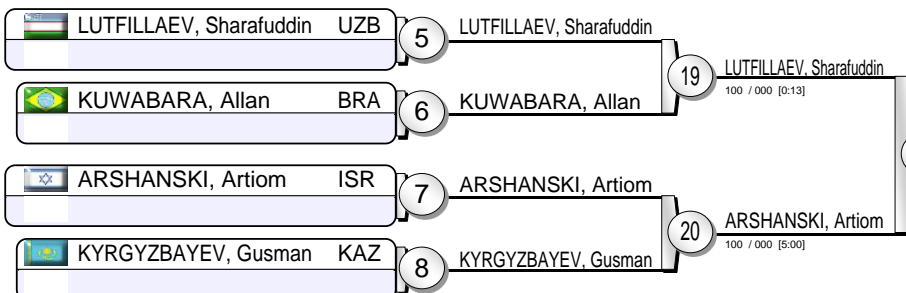 LUTFILLAEV, Sharafuddin UZB
5
LUTFILLAEV, Sharafuddin
19
LUTFILLAEV, Sharafuddin
100 / 000 [0:13]
KUWABARA, Allan BRA
6
KUWABARA, Allan
ARSHANSKI, Artiom ISR
7
ARSHANSKI, Artiom
20
ARSHANSKI, Artiom
100 / 000 [5:00]
KYRGYZBAYEV, Gusman KAZ
8
KYRGYZBAYEV, Gusman